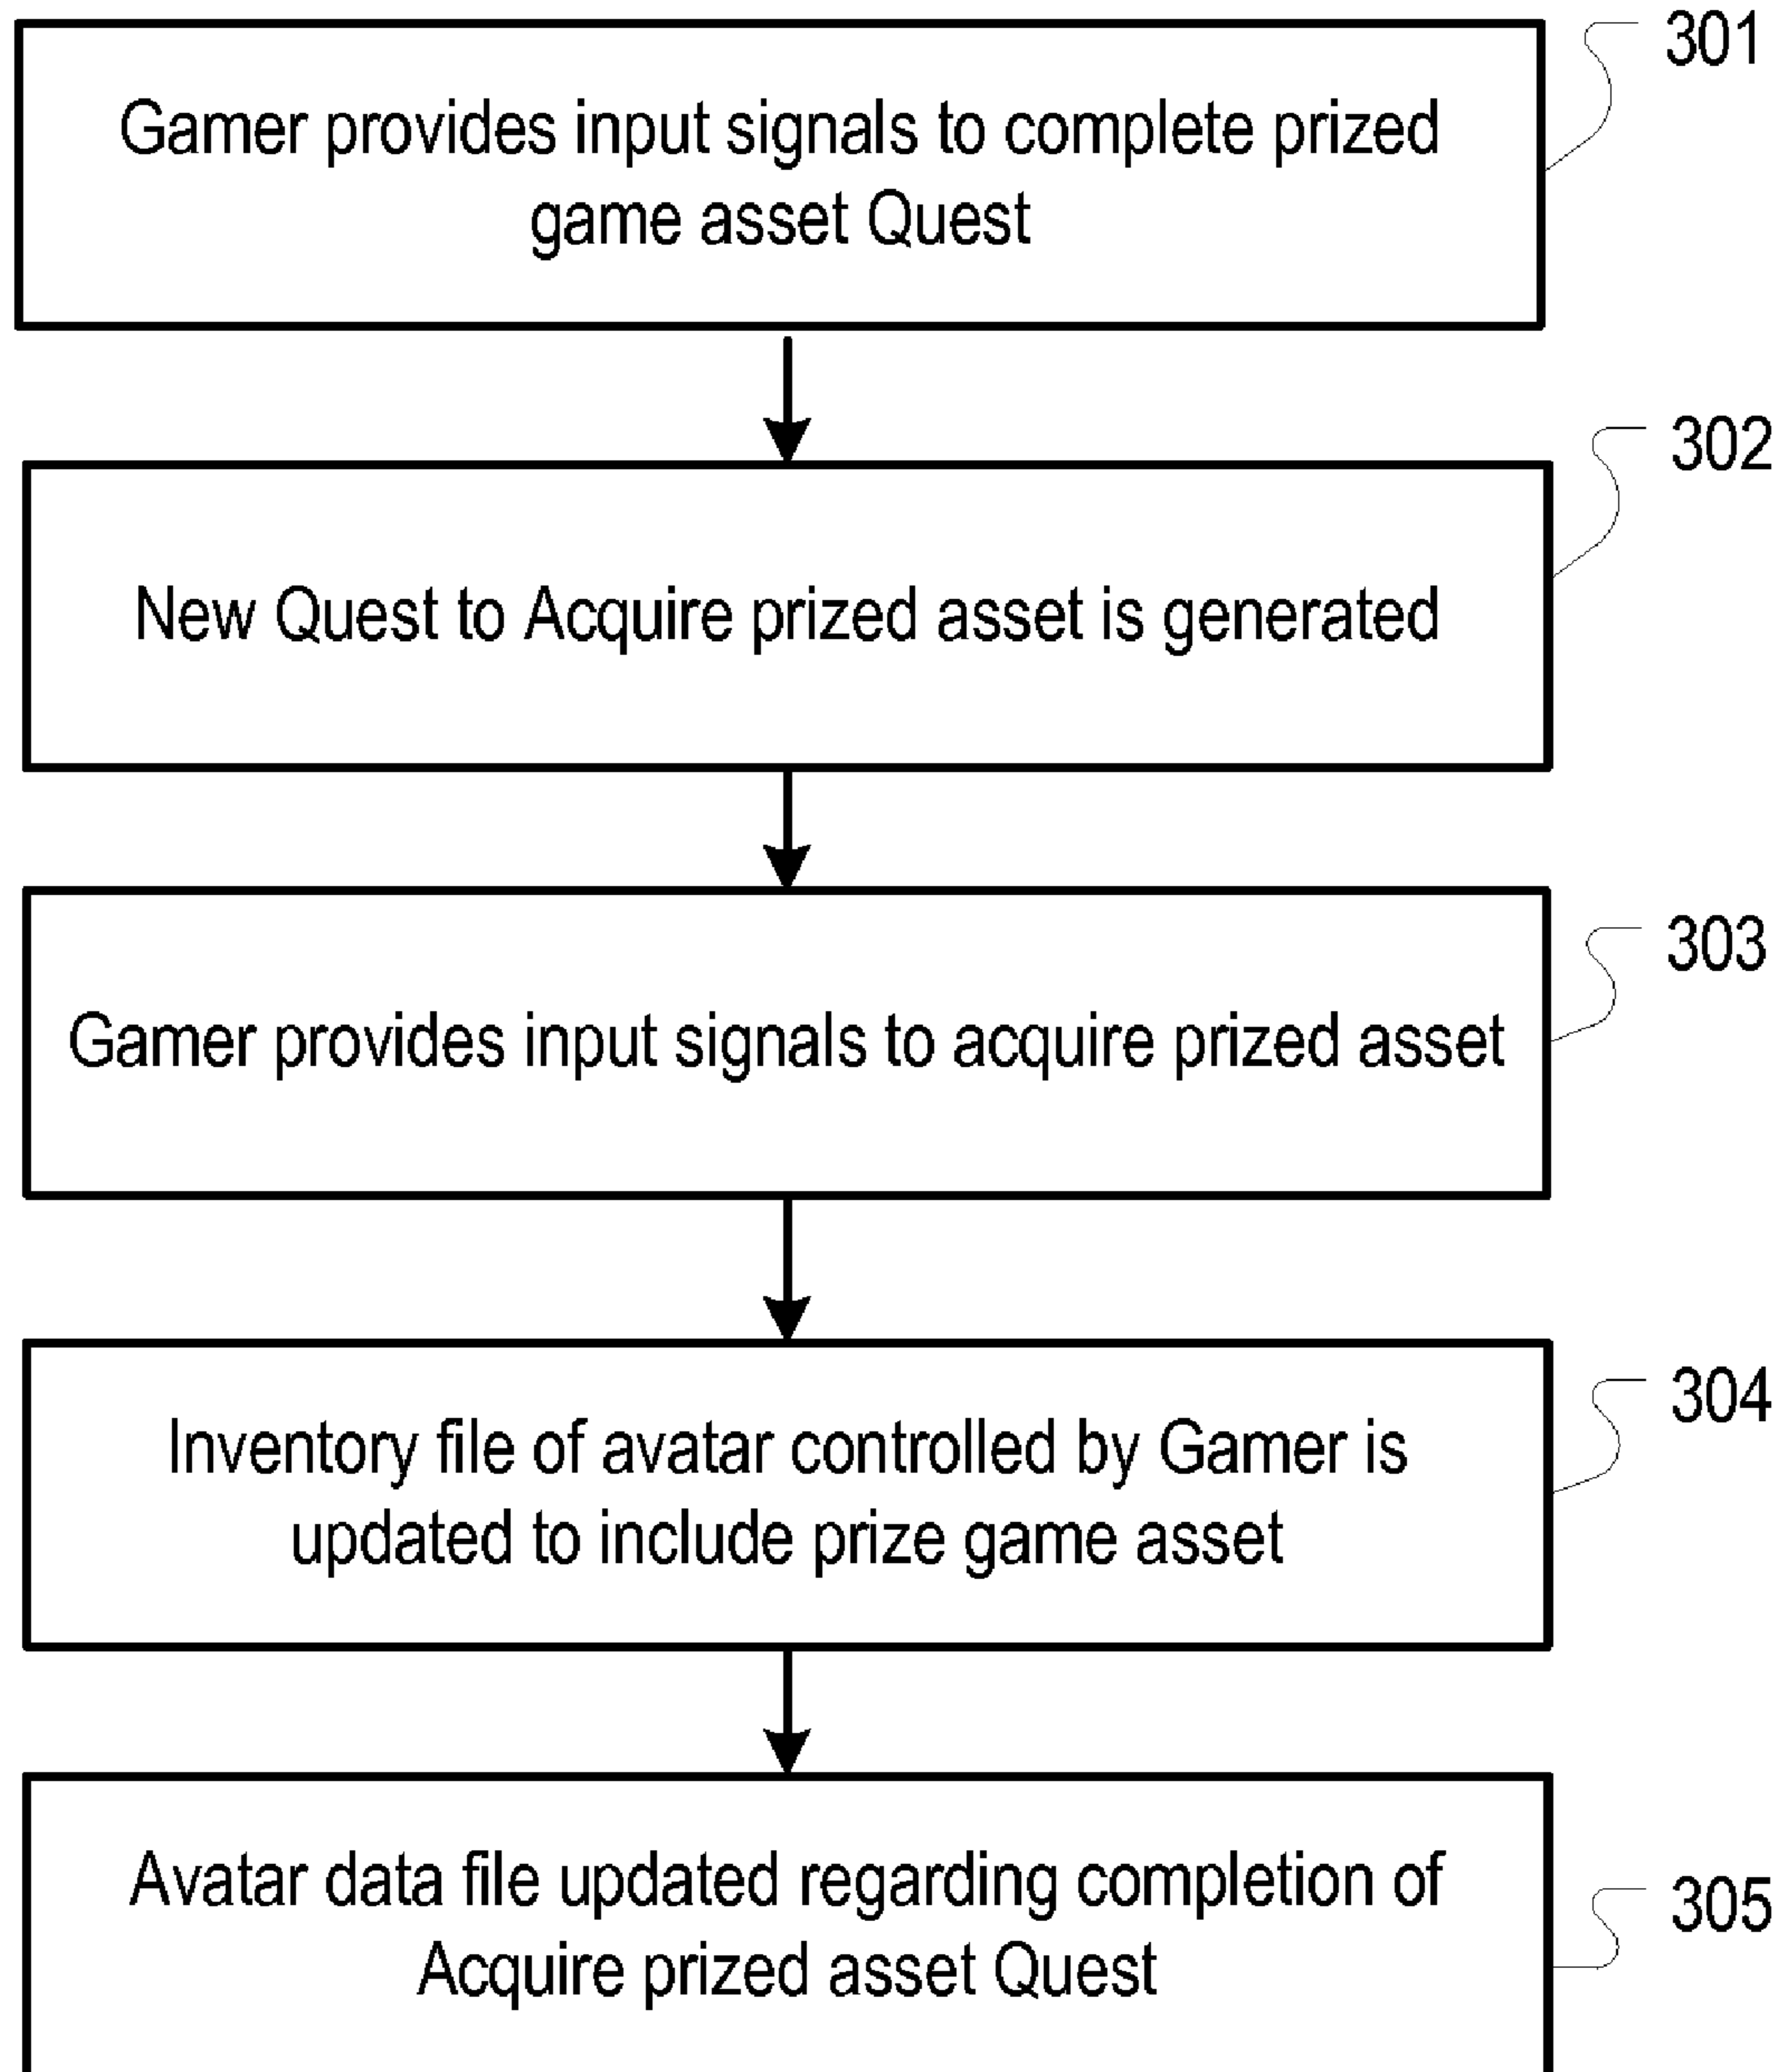 301
Gamer provides input signals to complete prized
game asset Quest
302
New Quest to Acquire prized asset is generated
303
Gamer provides input signals to acquire prized asset
304
Inventory file of avatar controlled by Gamer is
updated to include prize game asset
305
Avatar data file updated regarding completion of
Acquire prized asset Quest